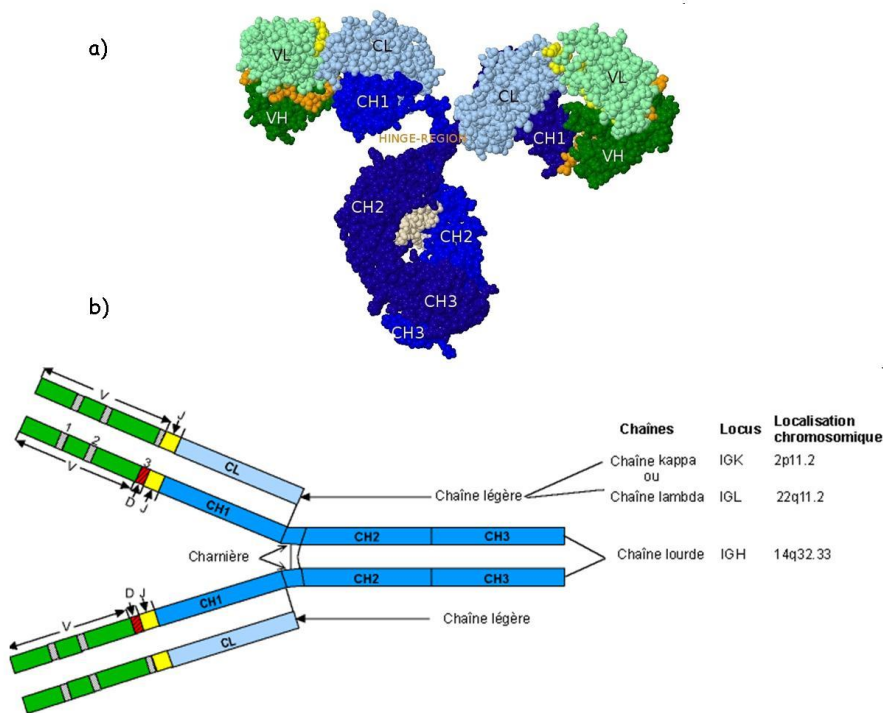 a)
VL
CL
CH1
VH
HINGE-REGION
CL
VL
CH1
VH
CH2
CH2
CH3
CH3
b)
V
J
1
2
3
V
D
J
CL
CH1
Charnière
CH2
CH3
CH2
CH3
D
J
V
CH1
CL
Chaîne légère
Chaîne lourde
Chaîne légère
Chaînes Locus Localisation
chromosomique
Chaîne kappa IGK 2p11.2
ou
Chaîne lambda IGL 22q11.2
IGH 14q32.33